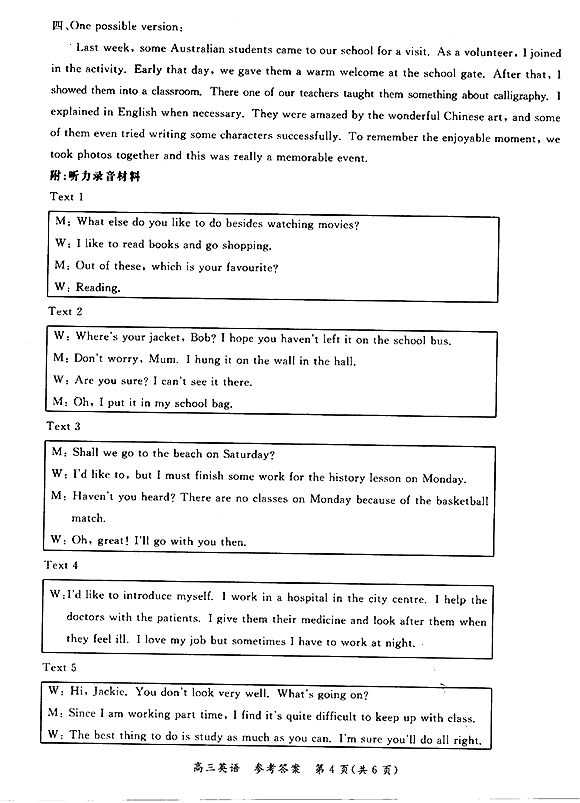 四、One possible version:
Last week, some Australian students came to our school for a visit. As a volunteer, I joined
in the activity. Early that day, we gave them a warm welcome at the school gate. After that, I
showed them into a classroom. There one of our teachers taught them something about calligraphy. I
explained in English when necessary. They were amazed by the wonderful Chinese art, and some
of them even tried writing some characters successfully. To remember the enjoyable moment, we
took photos together and this was really a memorable event.
附:听力录音材料
Text 1
M: What else do you like to do besides watching movies?
W: I like to read books and go shopping.
M: Out of these, which is your favourite?
W: Reading.
Text 2
W: Where's your jacket, Bob? I hope you haven't left it on the school bus.
M: Don't worry, Mum. I hung it on the wall in the hall.
W: Are you sure? I can't see it there.
M: Oh, I put it in my school bag.
Text 3
M: Shall we go to the beach on Saturday?
W: I'd like to, but I must finish some work for the history lesson on Monday.
M: Haven't you heard? There are no classes on Monday because of the basketball
match.
W: Oh, great! I'll go with you then.
Text 4
W:I'd like to introduce myself. I work in a hospital in the city centre. I help the
doctors with the patients. I give them their medicine and look after them when
they feel ill. I love my job but sometimes I have to work at night.
Text 5
W: Hi, Jackie. You don't look very well. What's going on?
M: Since I am working part time, I find it's quite difficult to keep up with class.
W: The best thing to do is study as much as you can. I'm sure you'll do all right.
高三英语 参考答案 第4页(共6页)